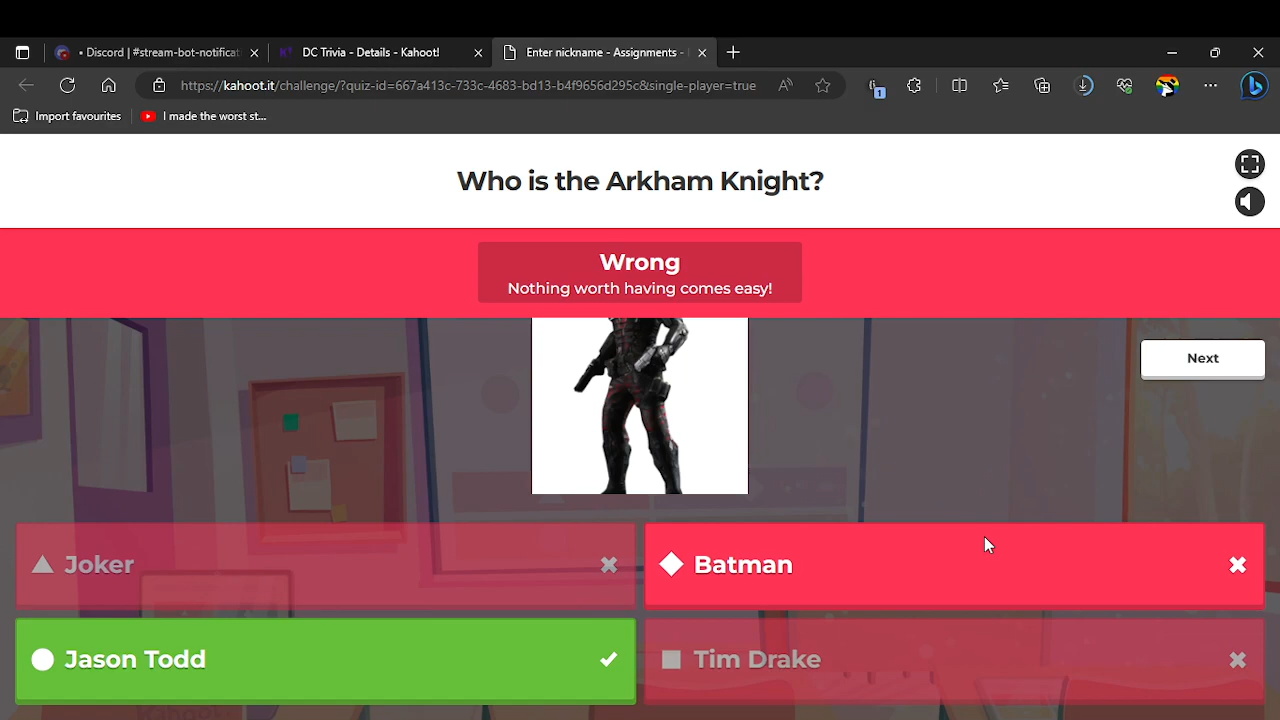 • Discord | #stream-bot-notificat
DC Trivia - Details - Kahoot!
Enter nickname - Assignments -
https://kahoot.it/challenge/?quiz-id=667a413c-733c-4683-bd13-b4f9656d295c&single-player=true
1
Import favourites
I made the worst st...
Who is the Arkham Knight?
Wrong
Nothing worth having comes easy!
Next
Joker
Batman
Jason Todd
Tim Drake
Kahoot!